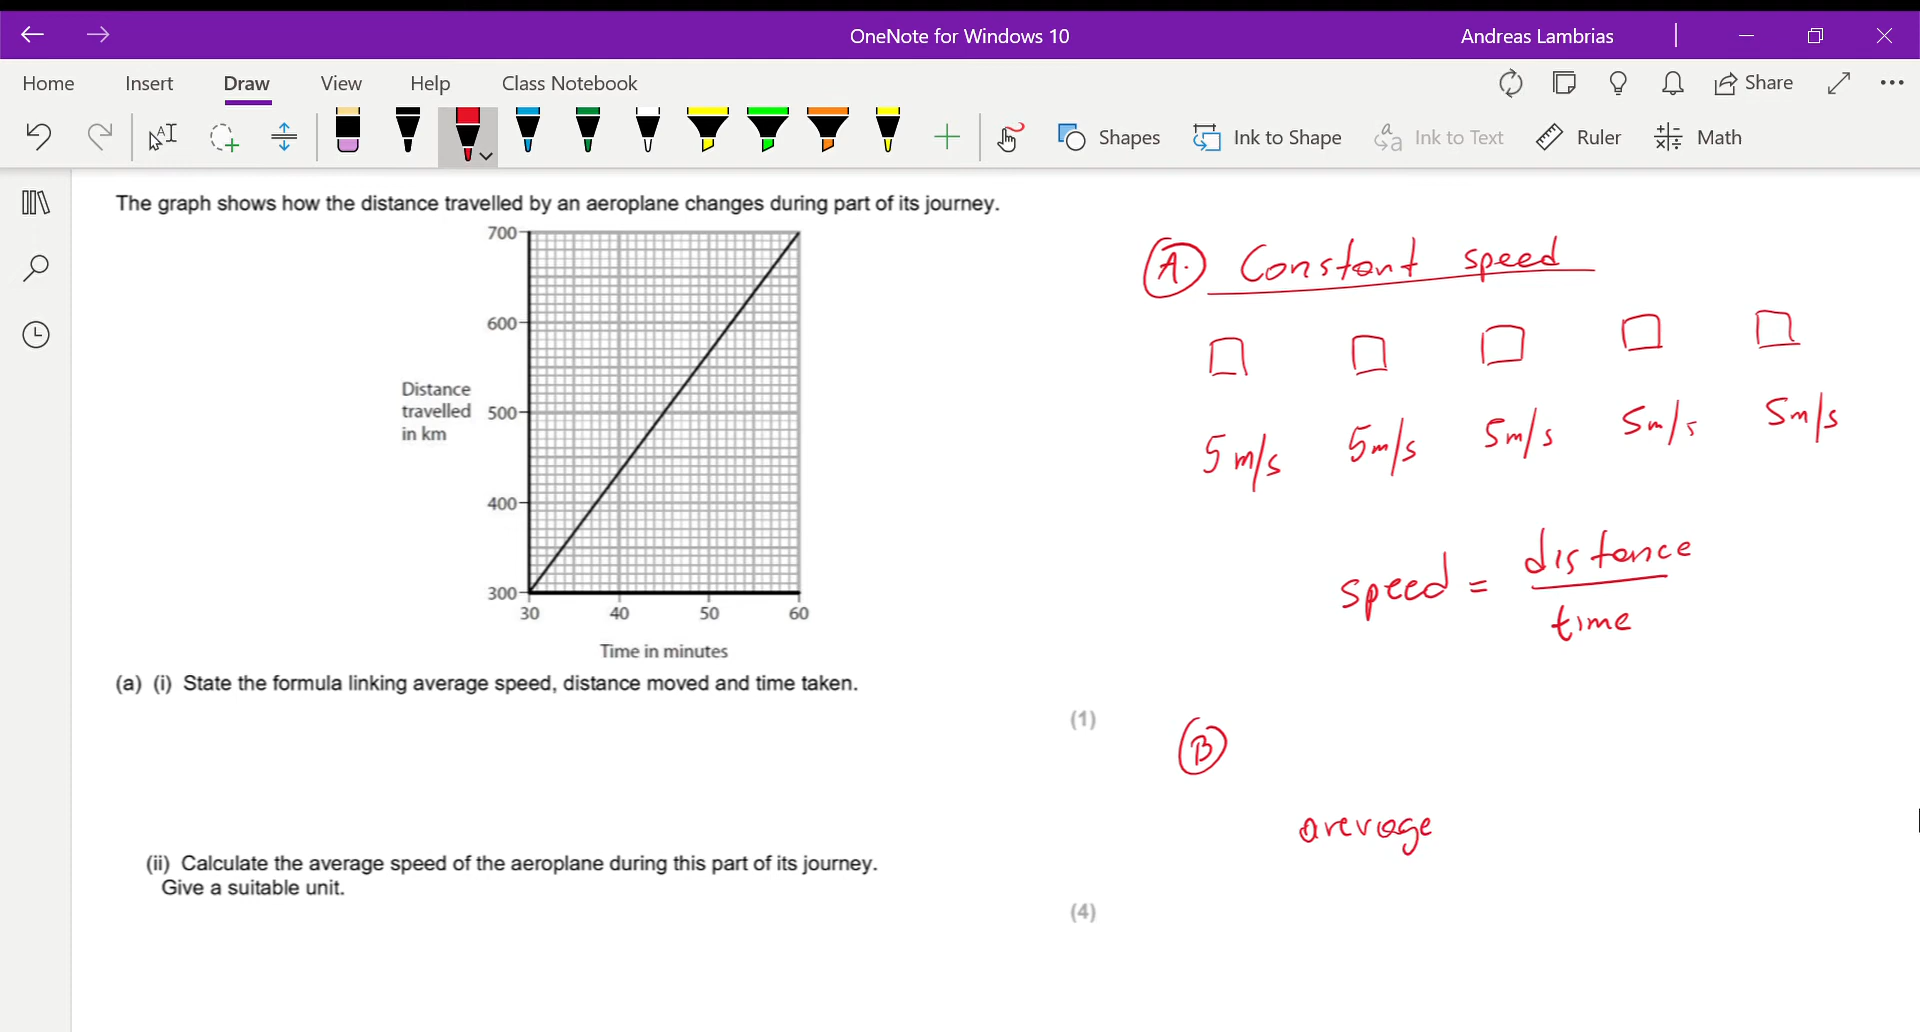 OneNote for Windows 10
Andreas Lambrias
Home Insert Draw View Help Class Notebook
Share
Shapes Ink to Shape Ink to Text Ruler Math
The graph shows how the distance travelled by an aeroplane changes during part of its journey.
700
600
Distance
travelled
in km
500
400
300
30 40 50 60
Time in minutes
(a) (i) State the formula linking average speed, distance moved and time taken.
(1)
(ii) Calculate the average speed of the aeroplane during this part of its journey.
Give a suitable unit.
(4)
A. Constant speed
5m/s 5m/s 5m/s 5m/s 5m/s
speed = distance
time
B
average